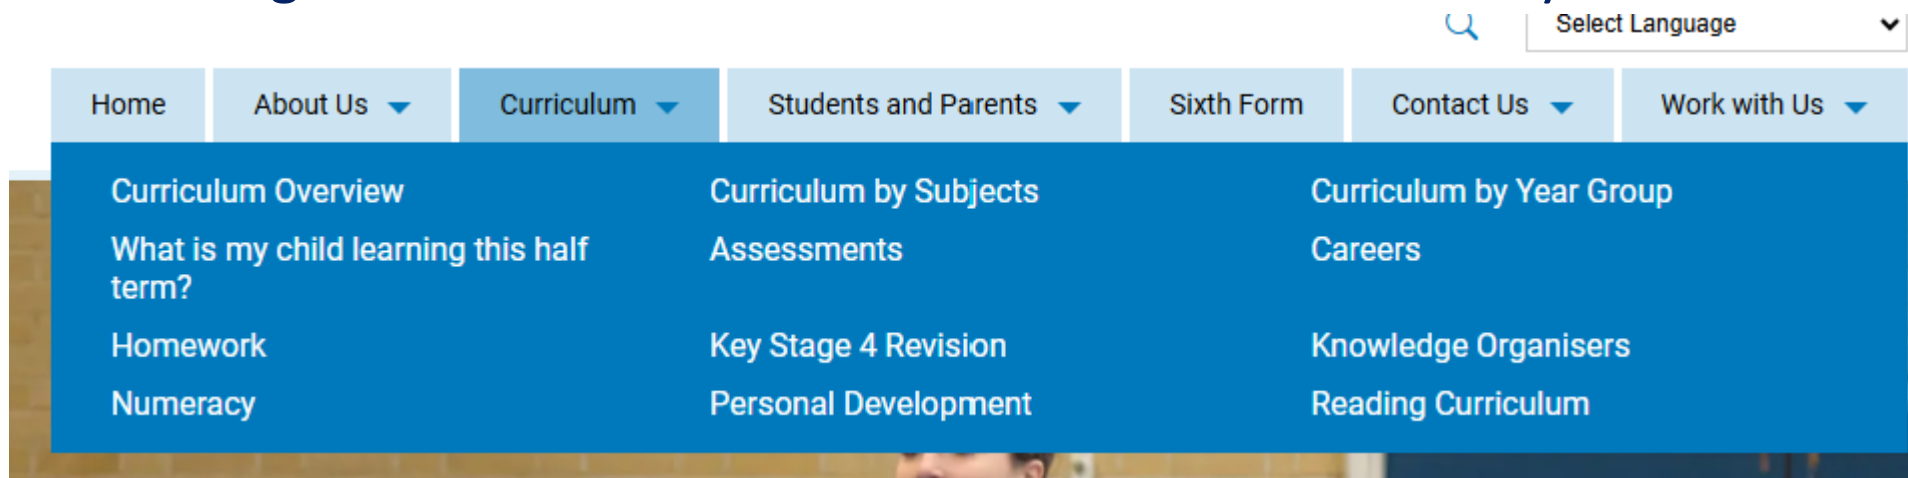 Select Language
Home About Us Curriculum Students and Parents Sixth Form Contact Us Work with Us
Curriculum Overview Curriculum by Subjects Curriculum by Year Group
What is my child learning this half
term?
Assessments Careers
Homework Key Stage 4 Revision Knowledge Organisers
Numeracy Personal Development Reading Curriculum